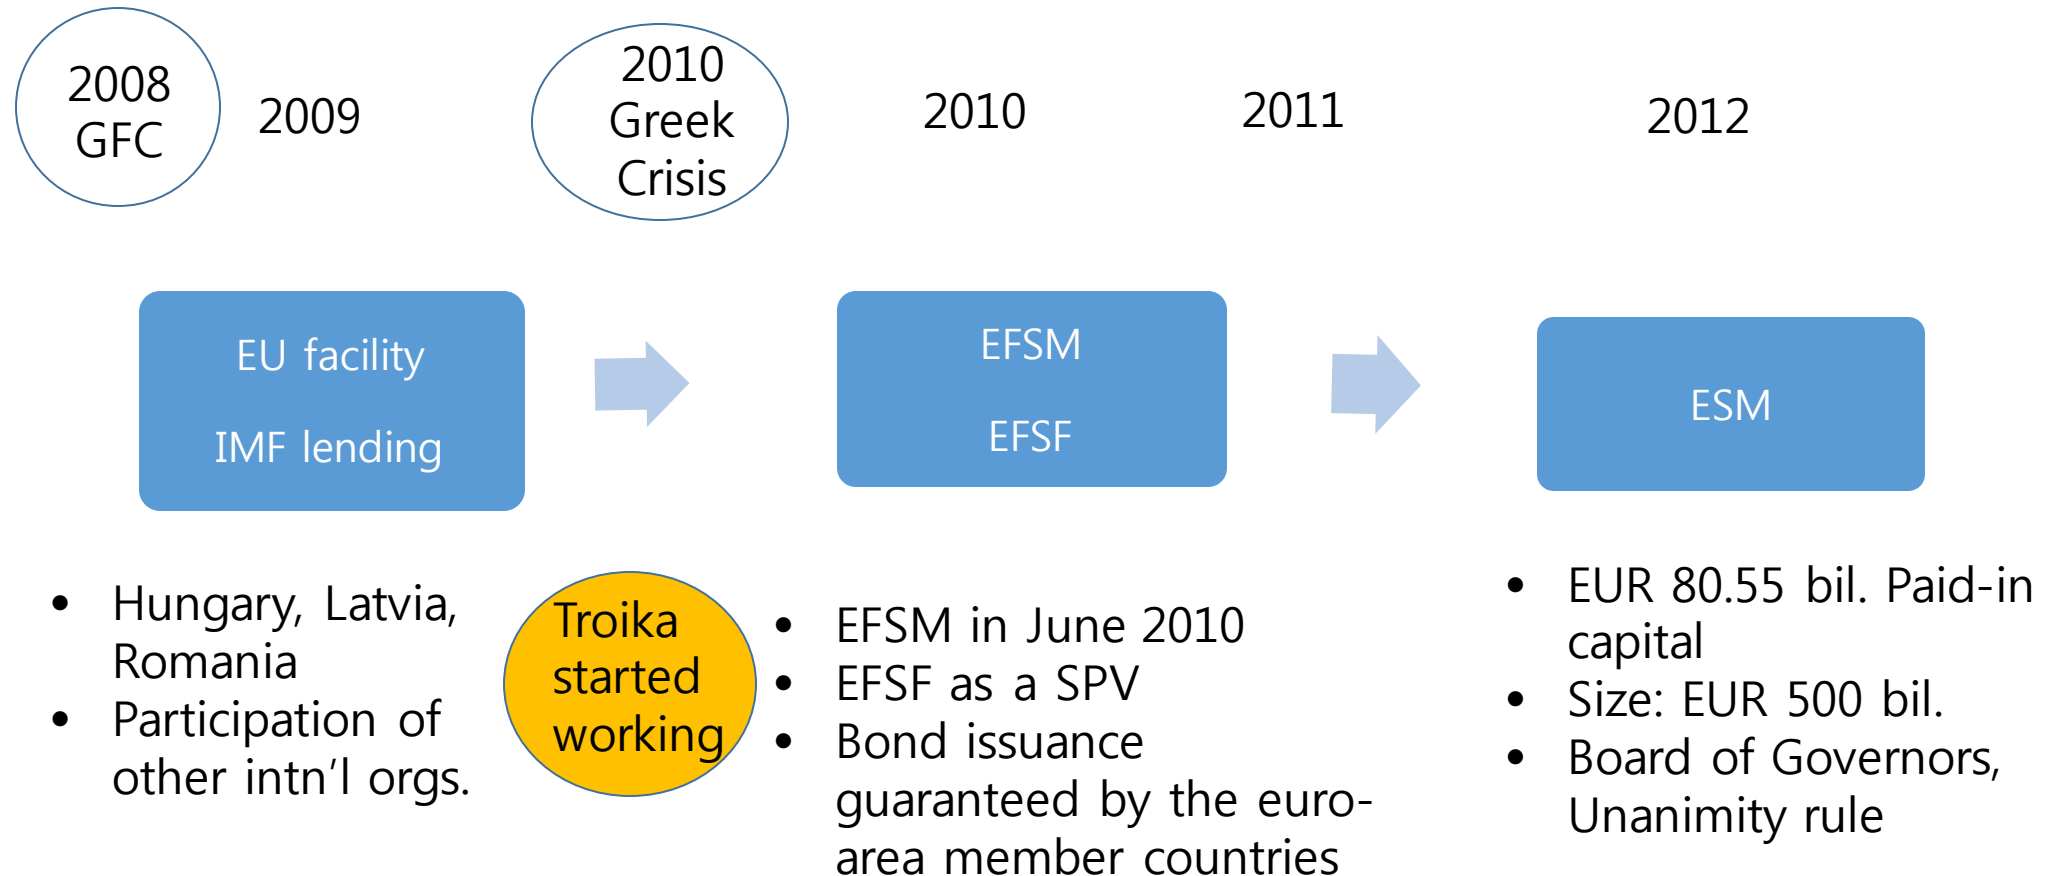 2008
GFC
2009
2010
Greek
Crisis
2010
2011
2012
EU facility
IMF lending
EFSM
EFSF
ESM
• Hungary, Latvia,
Romania
• Participation of
other intn’l orgs.
Troika
started
working
• EFSM in June 2010
• EFSF as a SPV
• Bond issuance
guaranteed by the euro-
area member countries
• EUR 80.55 bil. Paid-in
capital
• Size: EUR 500 bil.
• Board of Governors,
Unanimity rule